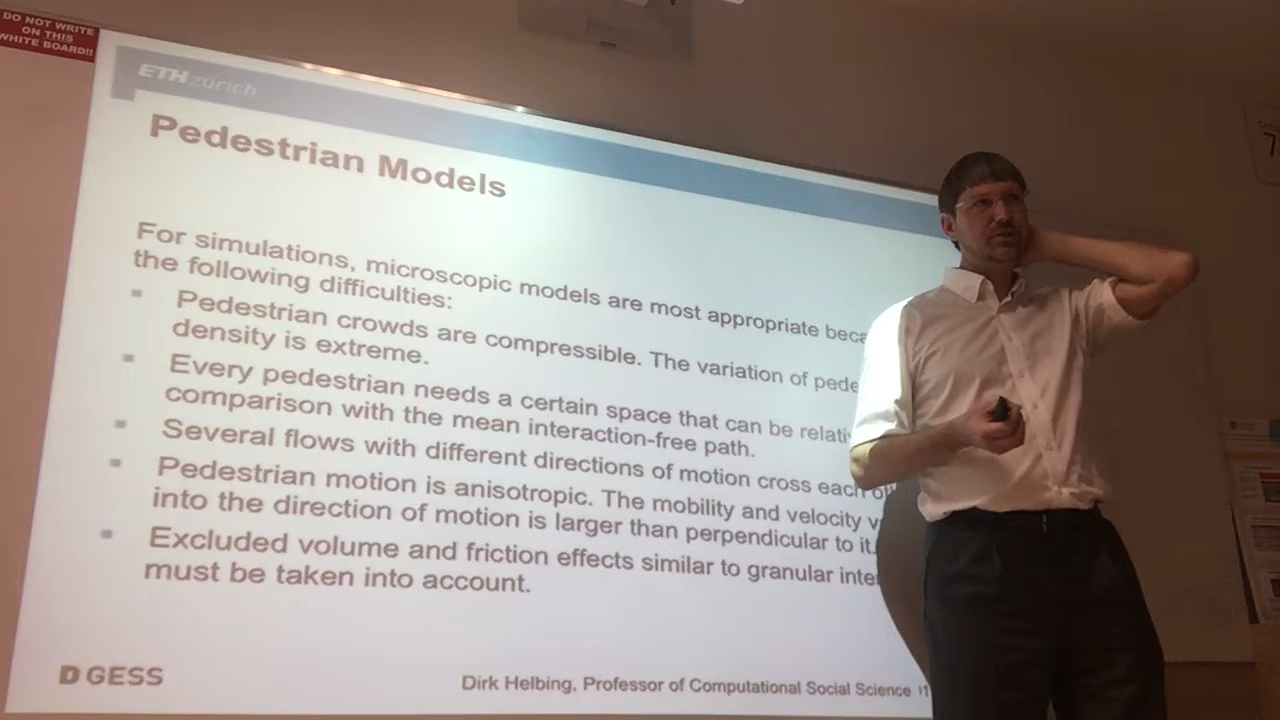 DO NOT WRITE
ON THIS
WHITE BOARD!!
ETH zürich
Pedestrian Models
For simulations, microscopic models are most appropriate
the following difficulties:
Pedestrian crowds are compressible. The variation of
density is extreme.
Every pedestrian needs a certain space that can be
comparison with the mean interaction-free path.
Several flows with different directions of motion cross each
Pedestrian motion is anisotropic. The mobility and velocity
into the direction of motion is larger than perpendicular to it.
Excluded volume and friction effects similar to granular
must be taken into account.
D GESS
Dirk Helbing, Professor of Computational Social Science